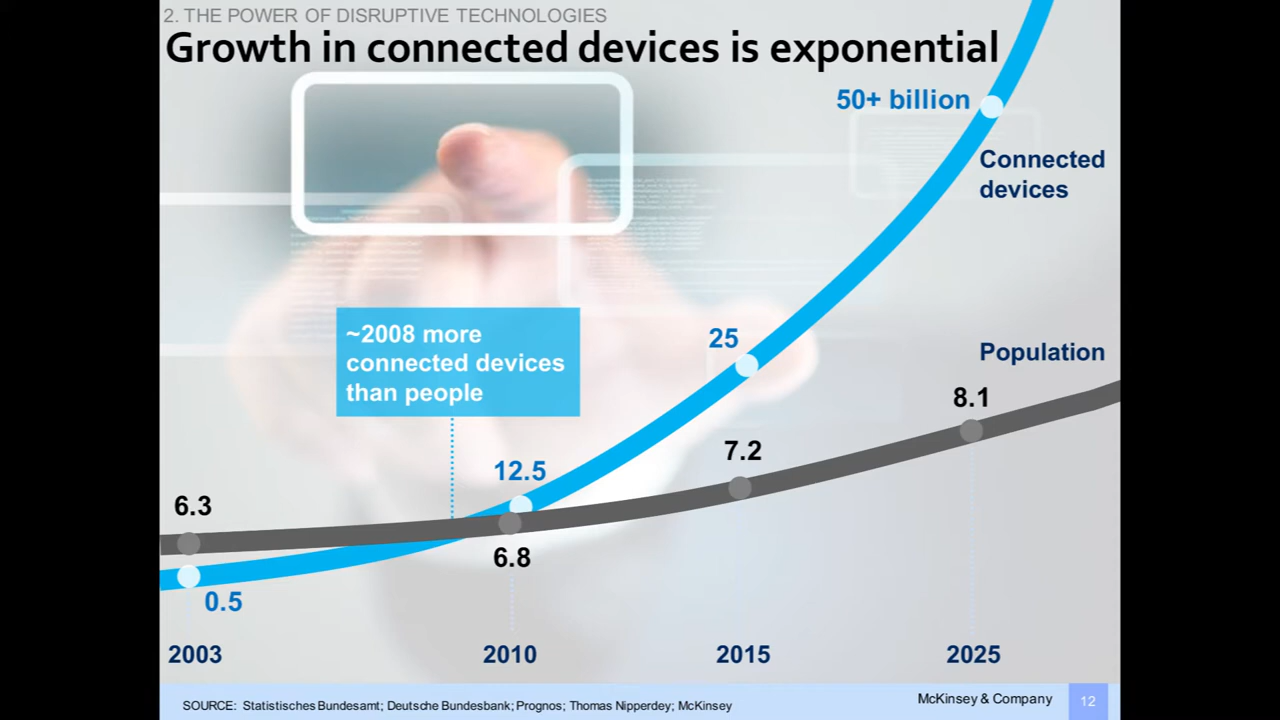 2. THE POWER OF DISRUPTIVE TECHNOLOGIES
Growth in connected devices is exponential
50+ billion
Connected
devices
~2008 more
connected devices
than people
25
Population
8.1
7.2
12.5
6.3
6.8
0.5
2003 2010 2015 2025
SOURCE: Statistisches Bundesamt; Deutsche Bundesbank; Prognos; Thomas Nipperdey; McKinsey
McKinsey & Company 12